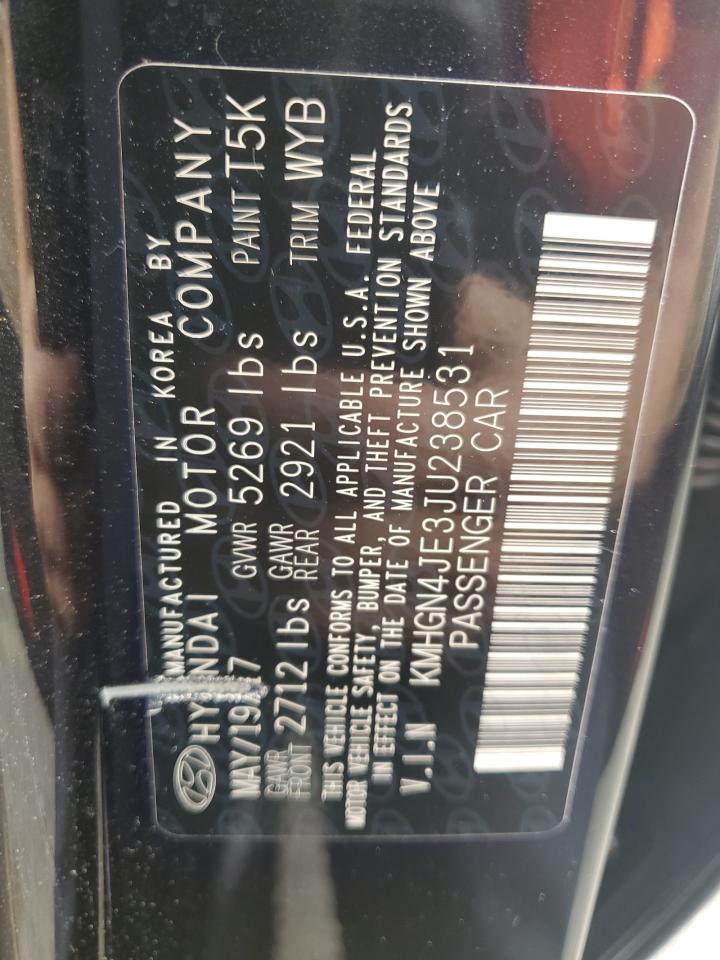 MANUFACTURED IN KOREA BY
HYUNDAI MOTOR COMPANY
MAY/19/17 GVWR 5269 lbs PAINT T5K
GAWR FRONT 2712 lbs GAWR REAR 2921 lbs TRIM WYB
THIS VEHICLE CONFORMS TO ALL APPLICABLE U.S.A. FEDERAL
MOTOR VEHICLE SAFETY, BUMPER, AND THEFT PREVENTION STANDARDS
IN EFFECT ON THE DATE OF MANUFACTURE SHOWN ABOVE
V.I.N KMHGN4JE3JU238531
PASSENGER CAR